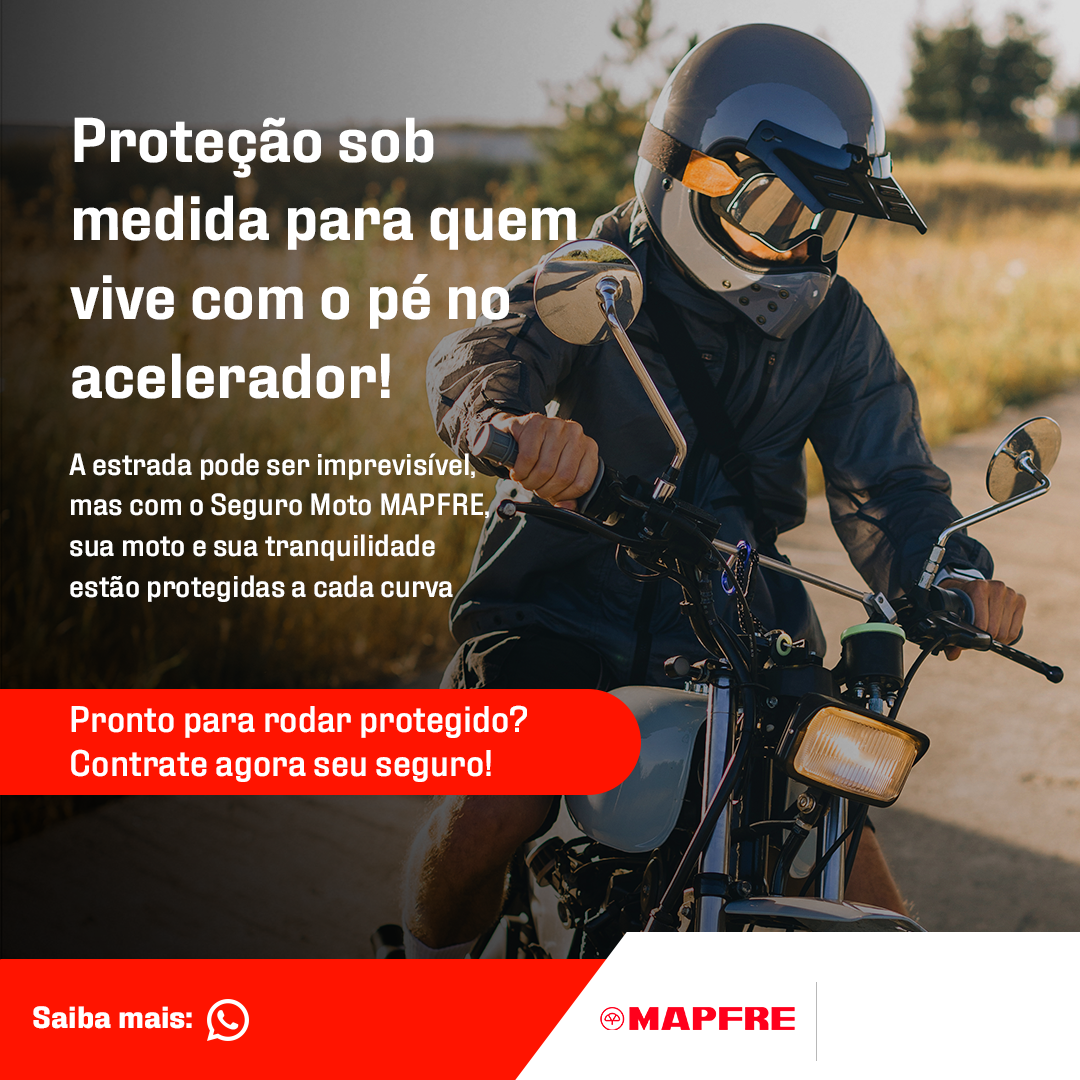 Proteção sob
medida para quem
vive com o pé no
acelerador!
A estrada pode ser imprevisível,
mas com o Seguro Moto MAPFRE,
sua moto e sua tranquilidade
estão protegidas a cada curva
Pronto para rodar protegido?
Contrate agora seu seguro!
Saiba mais:
MAPFRE